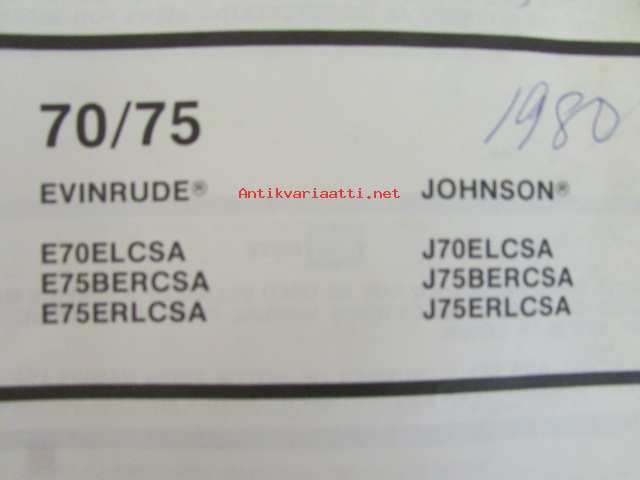 70/75
1980
EVINRUDE® JOHNSON®
Antikvariaatti.net
E70ELCSA J70ELCSA
E75BERCSA J75BERCSA
E75ERLCSA J75ERLCSA